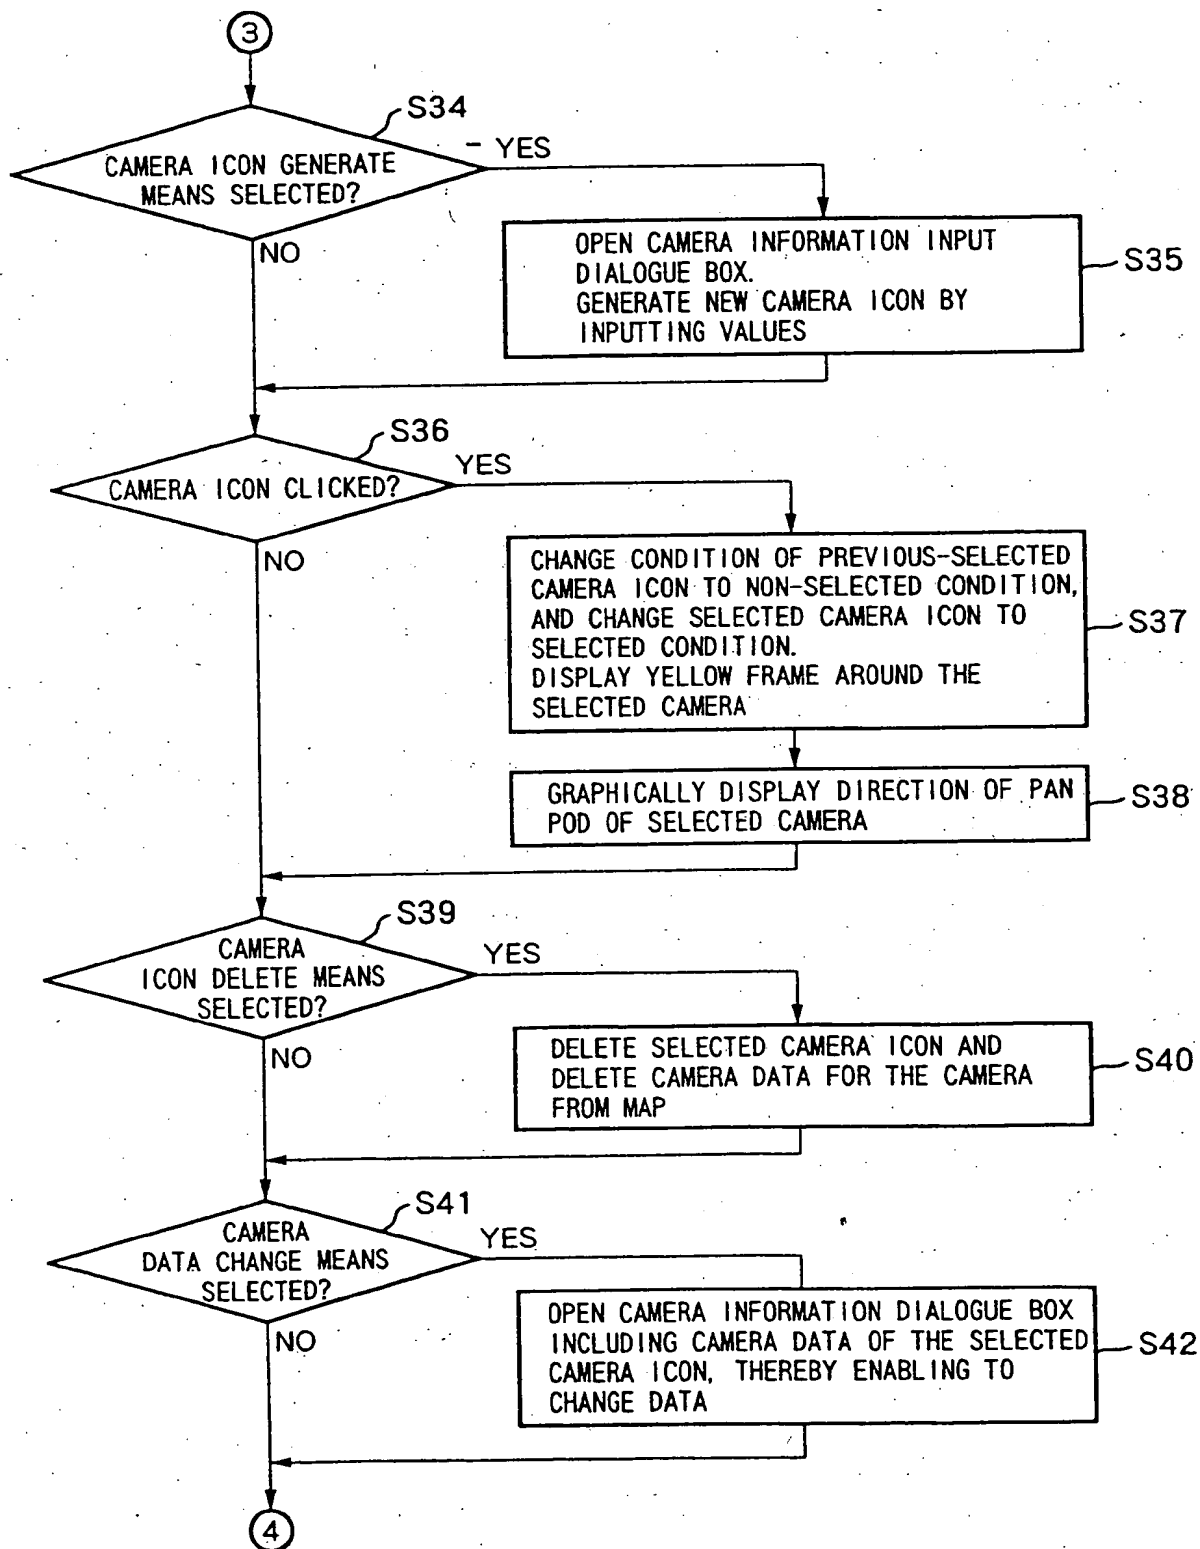 3
S34
CAMERA ICON GENERATE
MEANS SELECTED?
YES
NO
OPEN CAMERA INFORMATION INPUT
DIALOGUE BOX.
GENERATE NEW CAMERA ICON BY
INPUTTING VALUES
S35
S36
CAMERA ICON CLICKED?
YES
NO
CHANGE CONDITION OF PREVIOUS-SELECTED
CAMERA ICON TO NON-SELECTED CONDITION,
AND CHANGE SELECTED CAMERA ICON TO
SELECTED CONDITION.
DISPLAY YELLOW FRAME AROUND THE
SELECTED CAMERA
S37
GRAPHICALLY DISPLAY DIRECTION OF PAN
POD OF SELECTED CAMERA
S38
S39
CAMERA
ICON DELETE MEANS
SELECTED?
YES
NO
DELETE SELECTED CAMERA ICON AND
DELETE CAMERA DATA FOR THE CAMERA
FROM MAP
S40
S41
CAMERA
DATA CHANGE MEANS
SELECTED?
YES
NO
OPEN CAMERA INFORMATION DIALOGUE BOX
INCLUDING CAMERA DATA OF THE SELECTED
CAMERA ICON, THEREBY ENABLING TO
CHANGE DATA
S42
4